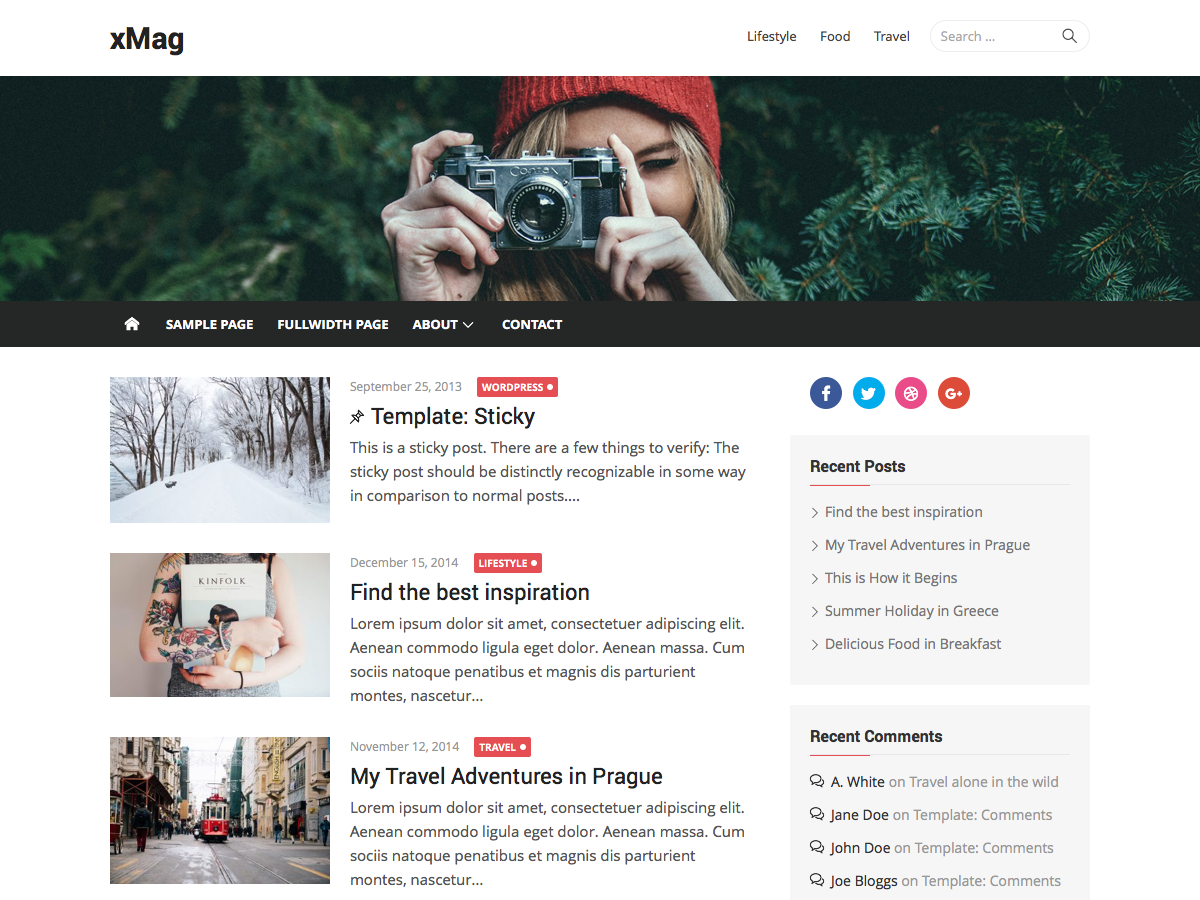 xMag
Lifestyle Food Travel Search ...
Contax
SAMPLE PAGE FULLWIDTH PAGE ABOUT CONTACT
September 25, 2013 WORDPRESS
Template: Sticky
This is a sticky post. There are a few things to verify: The
sticky post should be distinctly recognizable in some way
in comparison to normal posts....
KINFOLK
December 15, 2014 LIFESTYLE
Find the best inspiration
Lorem ipsum dolor sit amet, consectetuer adipiscing elit.
Aenean commodo ligula eget dolor. Aenean massa. Cum
sociis natoque penatibus et magnis dis parturient
montes, nascetur...
November 12, 2014 TRAVEL
My Travel Adventures in Prague
Lorem ipsum dolor sit amet, consectetuer adipiscing elit.
Aenean commodo ligula eget dolor. Aenean massa. Cum
sociis natoque penatibus et magnis dis parturient
montes, nascetur...
f G+
Recent Posts
Find the best inspiration
My Travel Adventures in Prague
This is How it Begins
Summer Holiday in Greece
Delicious Food in Breakfast
Recent Comments
A. White on Travel alone in the wild
Jane Doe on Template: Comments
John Doe on Template: Comments
Joe Bloggs on Template: Comments